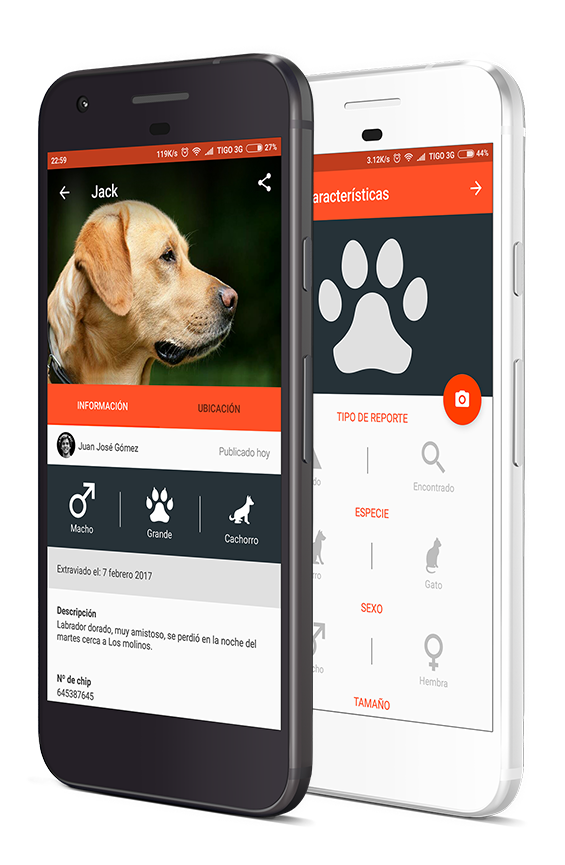 22:59 119K/s TIGO 3G 27%
Jack
INFORMACIÓN UBICACIÓN
Juan José Gómez Publicado hoy
Macho Grande Cachorro
Extraviado el: 7 febrero 2017
Descripción
Labrador dorado, muy amistoso, se perdió en la noche del
martes cerca a Los molinos.
Nº de chip
645387645
3.12K/s TIGO 3G 44%
aracterísticas
TIPO DE REPORTE
do Encontrado
ESPECIE
rro Gato
SEXO
cho Hembra
TAMAÑO